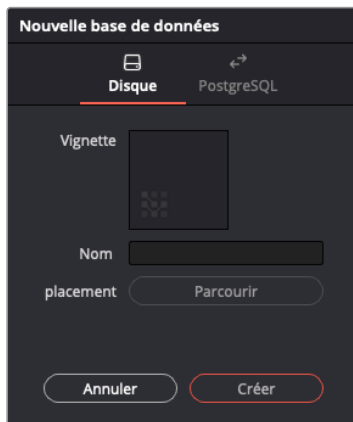 Nouvelle base de données
Disque PostgreSQL
Vignette
Nom
placement Parcourir
Annuler Créer